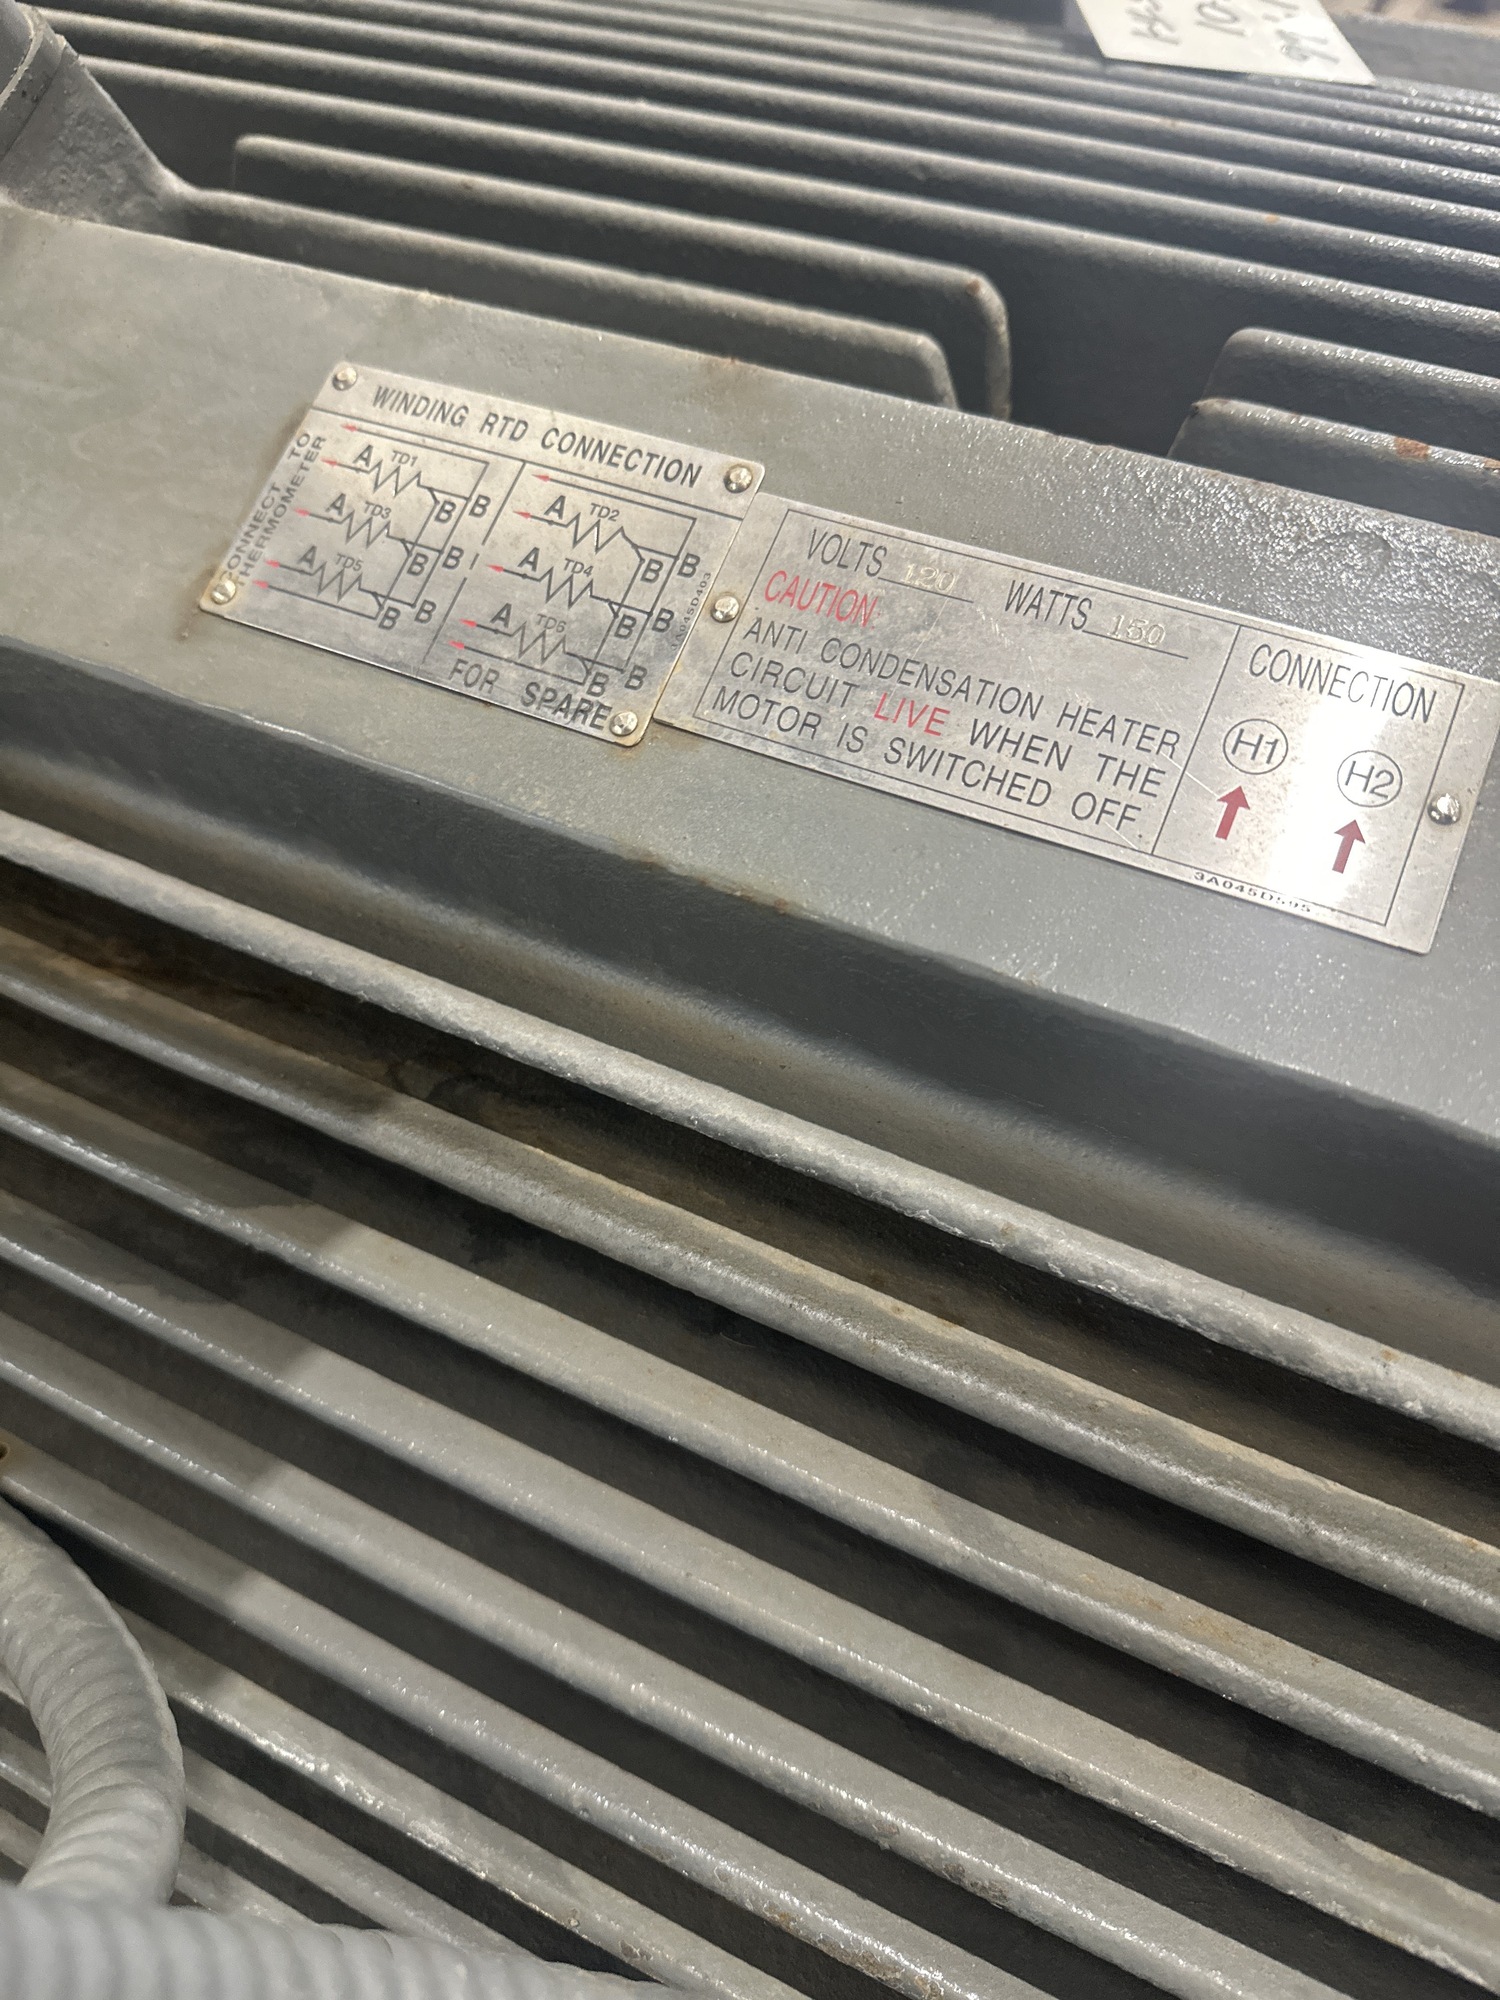 WINDING RTD CONNECTION
CONNECT TO
THERMOMETER
A TD1 B B
A TD3 B B
A TD5 B B
A TD2 B B
A TD4 B B
A TD6 B B
FOR SPARE
VOLTS 120 WATTS 150
CAUTION
ANTI CONDENSATION HEATER
CIRCUIT LIVE WHEN THE
MOTOR IS SWITCHED OFF.
CONNECTION
H1 H2
3A045D595